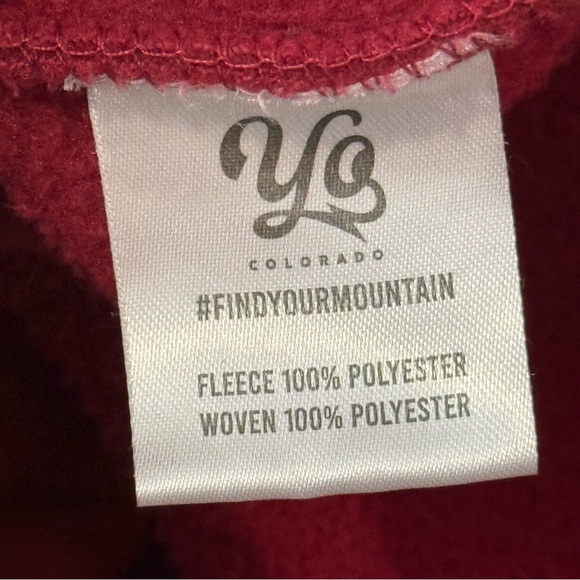 Yo
COLORADO
#FINDYOURMOUNTAIN
FLEECE 100% POLYESTER
WOVEN 100% POLYESTER